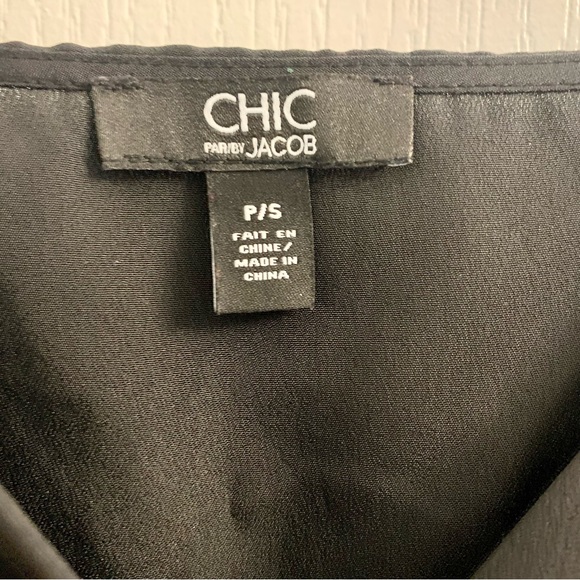 CHIC
PAR/BY JACOB
P/S
FAIT EN
CHINE/
MADE IN
CHINA